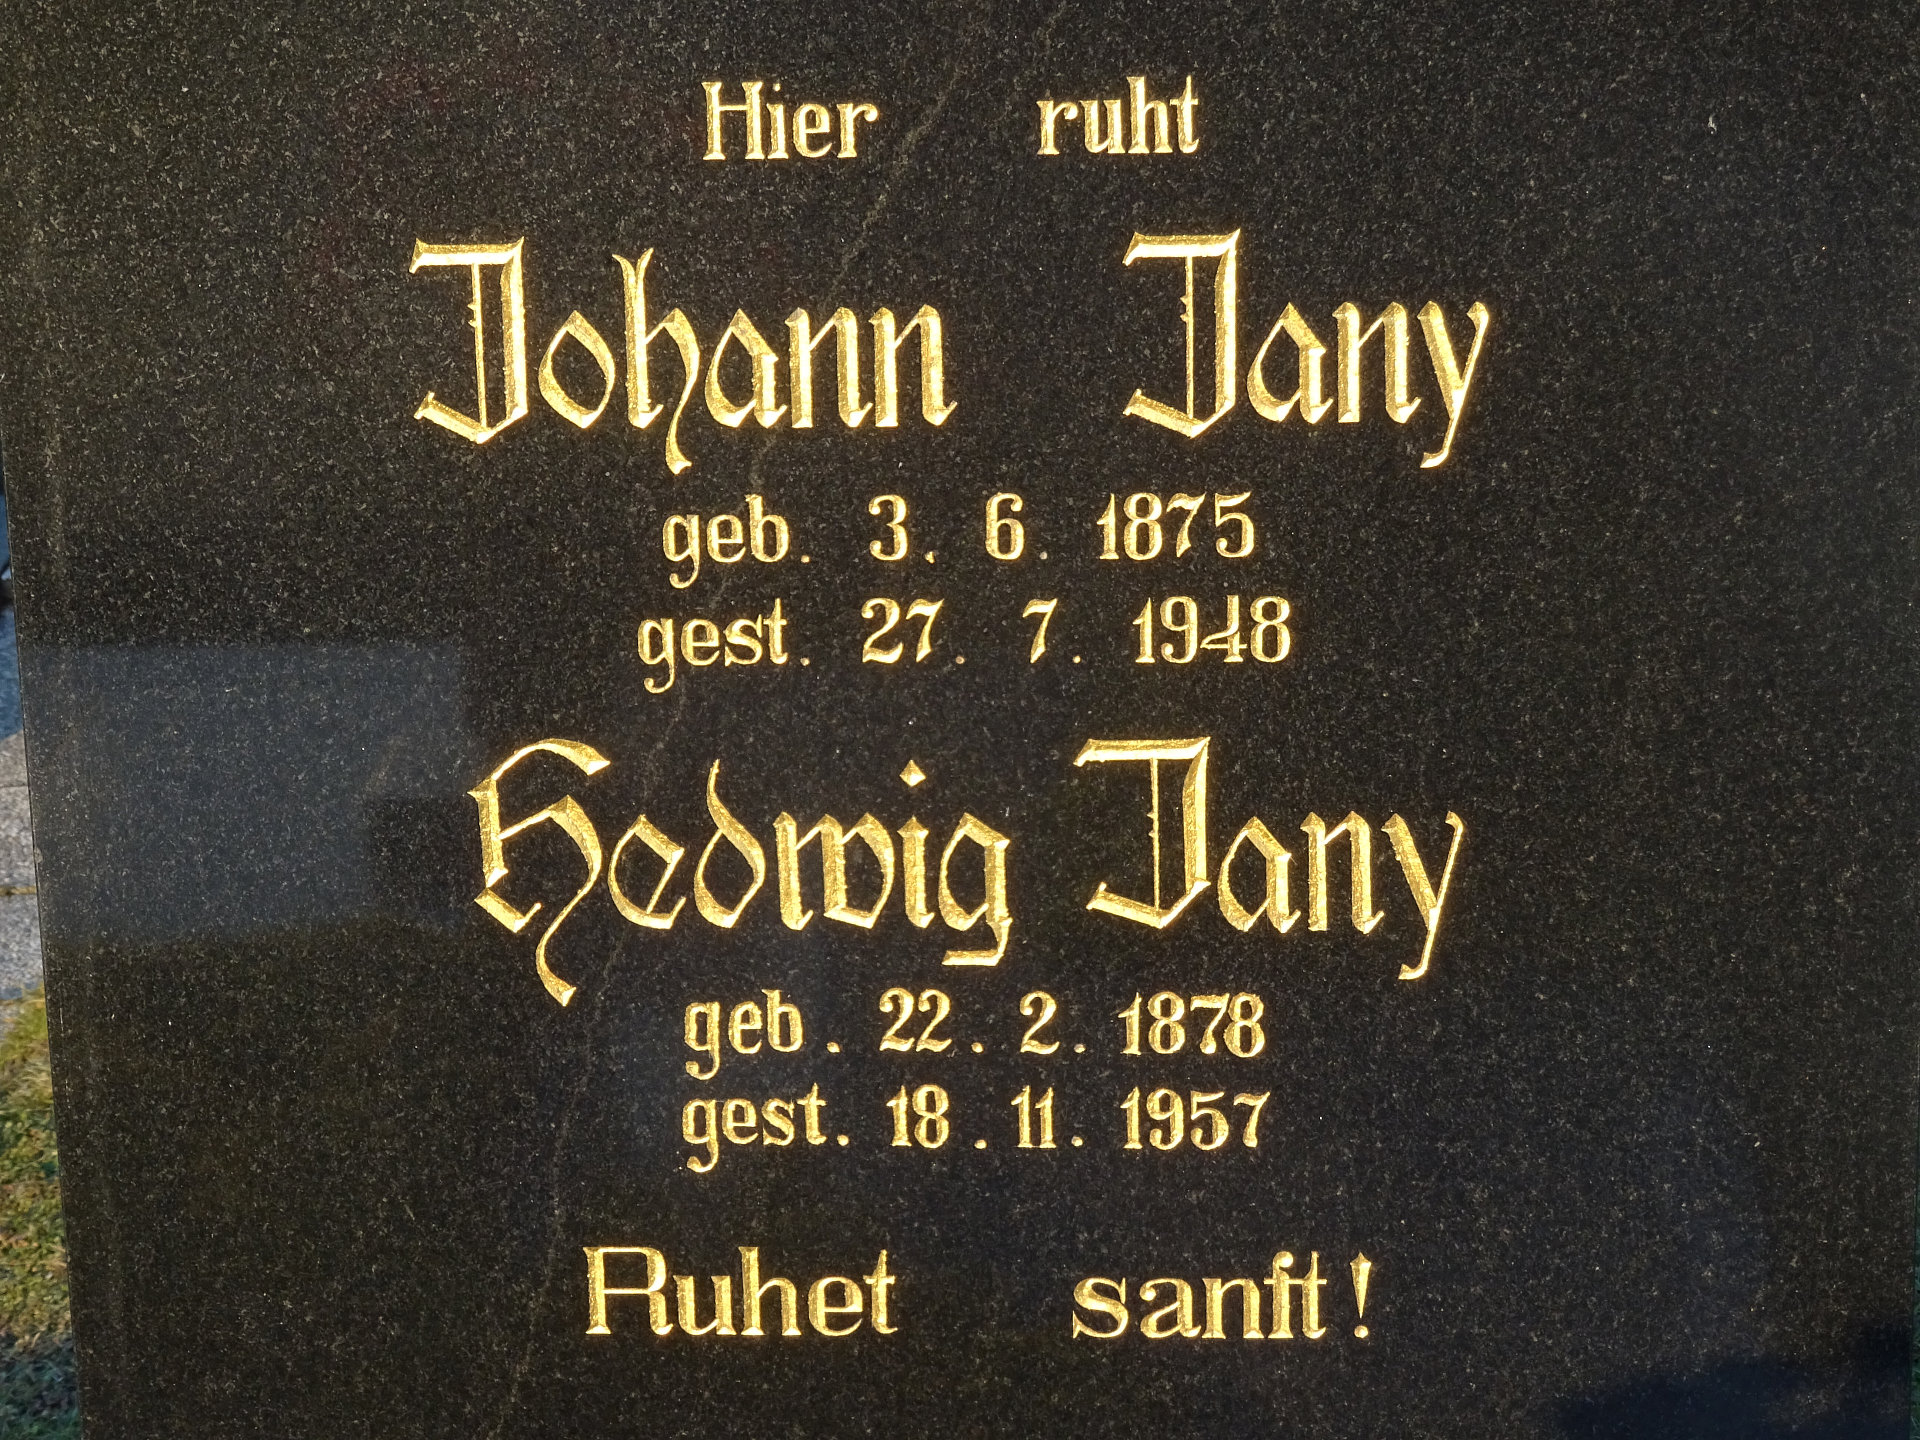 Hier ruht
Johann Jany
geb. 3. 6. 1875
gest. 27. 7. 1948
Hedwig Jany
geb. 22. 2. 1878
gest. 18. 11. 1957
Ruhet sanft!